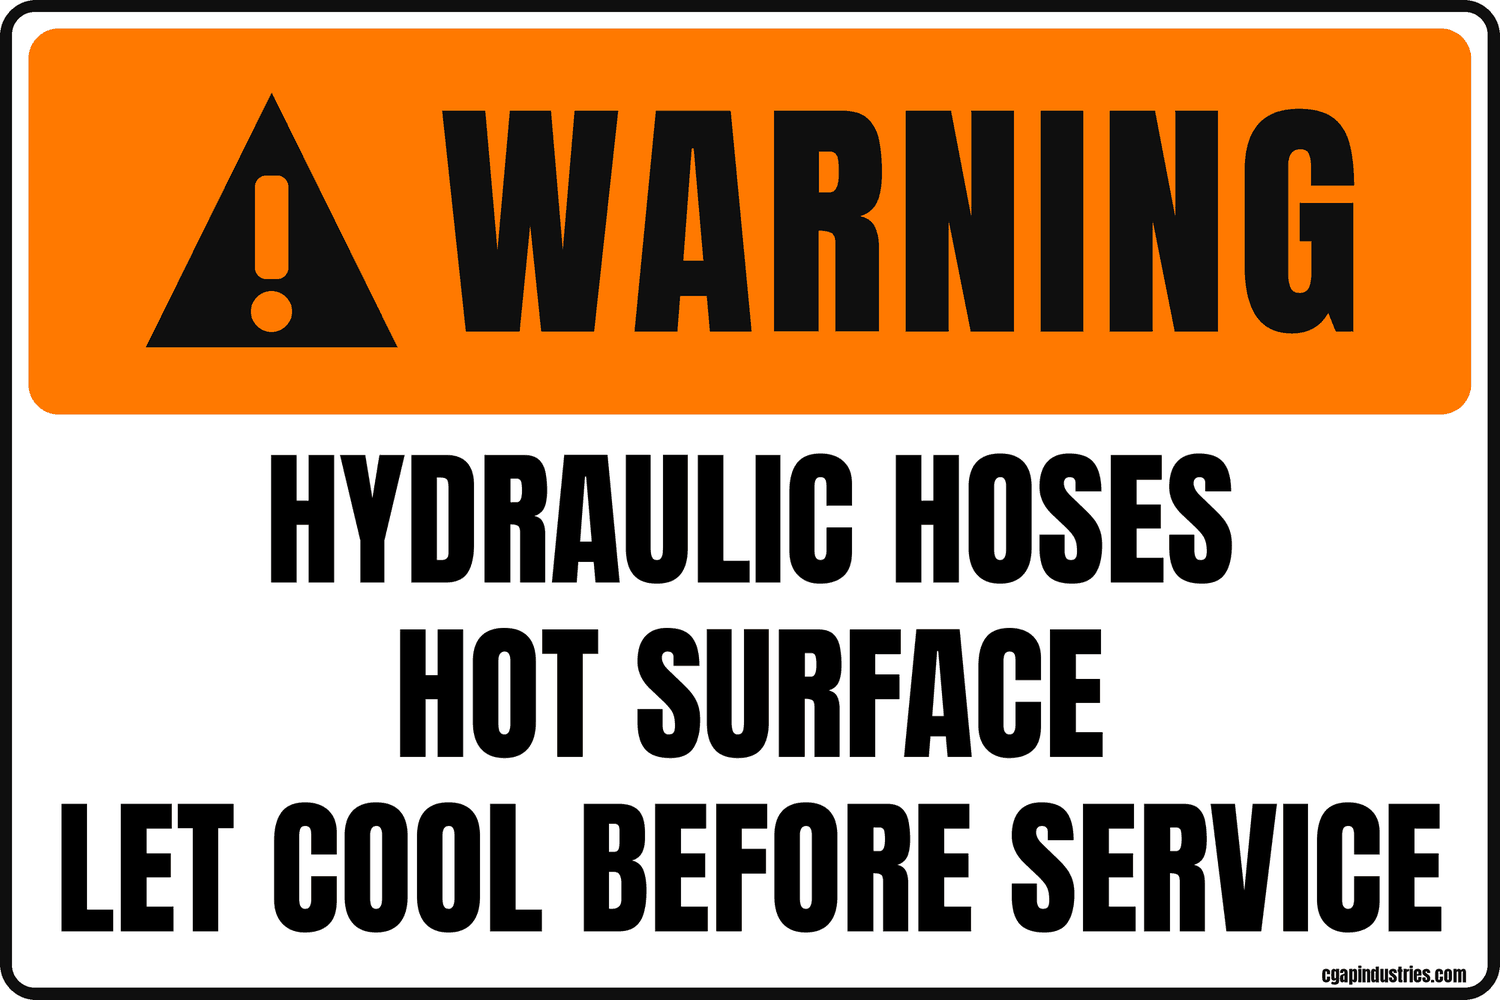 WARNING
HYDRAULIC HOSES
HOT SURFACE
LET COOL BEFORE SERVICE
cgapindustries.com